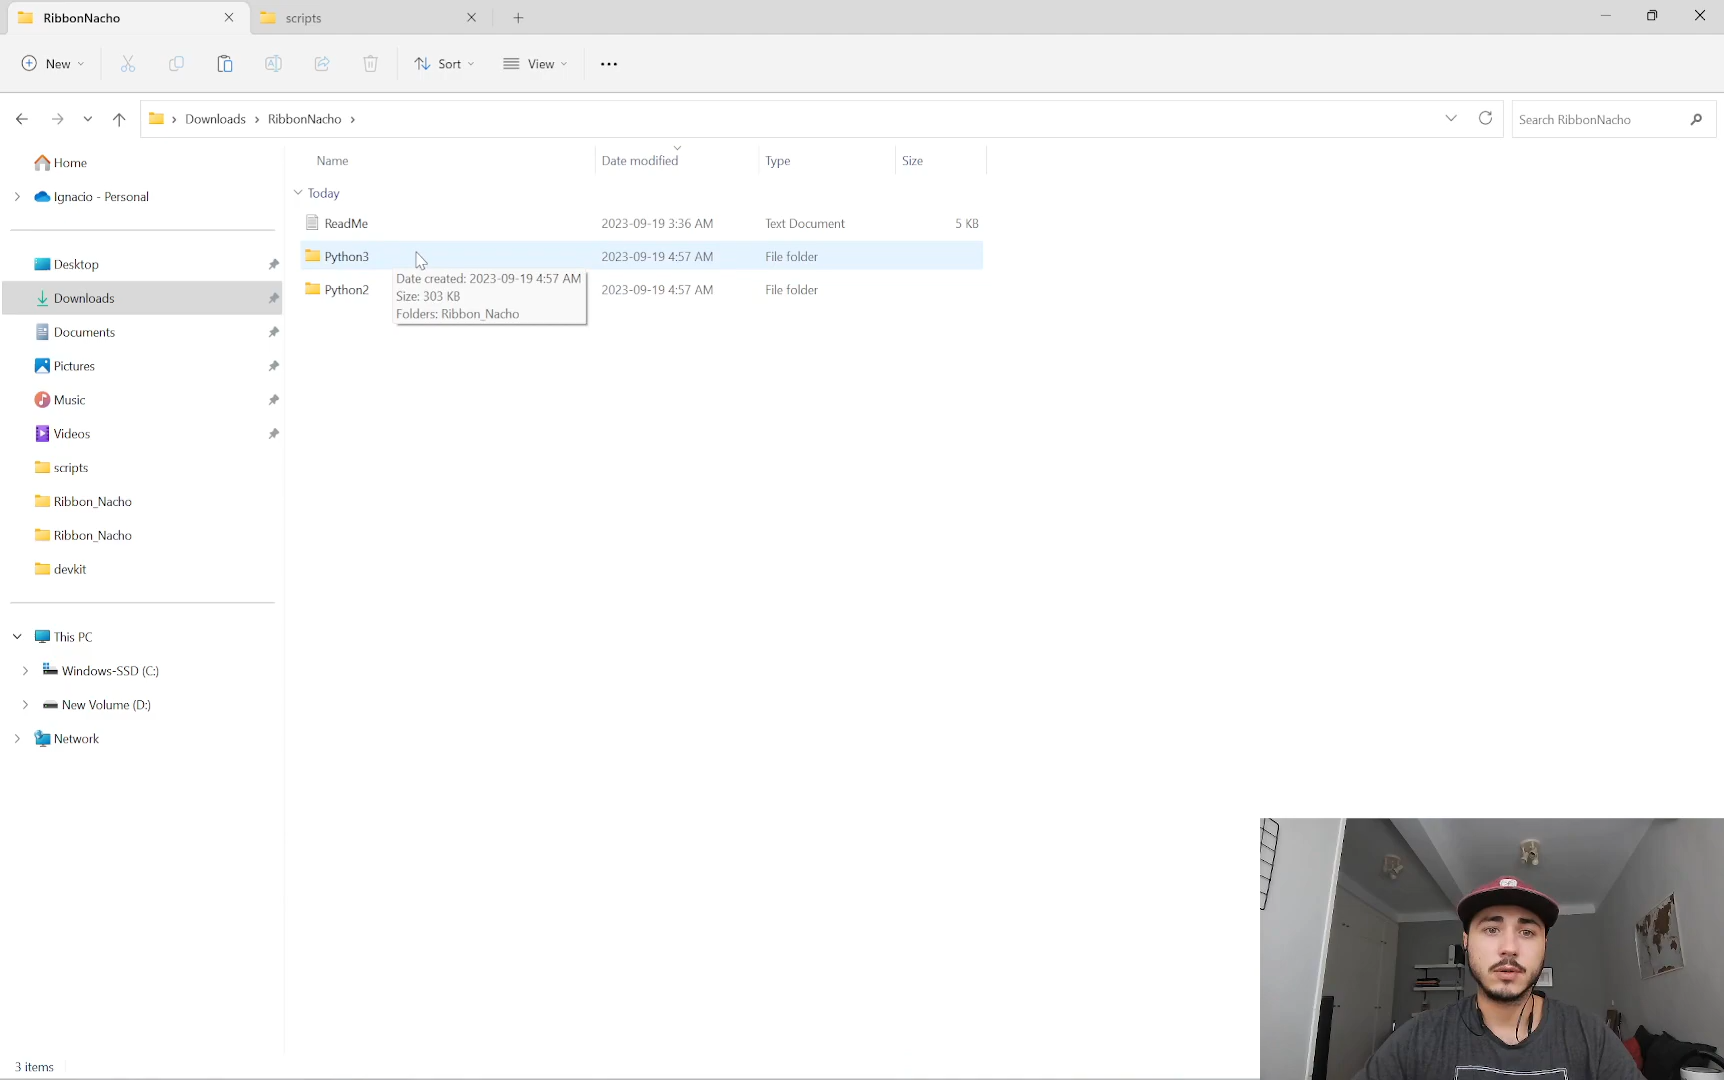 RibbonNacho
scripts
New
Sort
View
Downloads
RibbonNacho
Search RibbonNacho
Home
Ignacio - Personal
Desktop
Downloads
Documents
Pictures
Music
Videos
scripts
Ribbon_Nacho
Ribbon_Nacho
devkit
This PC
Windows-SSD (C:)
New Volume (D:)
Network
Name Date modified Type Size
Today
ReadMe 2023-09-19 3:36 AM Text Document 5 KB
Python3 2023-09-19 4:57 AM File folder
Python2 2023-09-19 4:57 AM File folder
Date created: 2023-09-19 4:57 AM
Size: 303 KB
Folders: Ribbon_Nacho
3 items